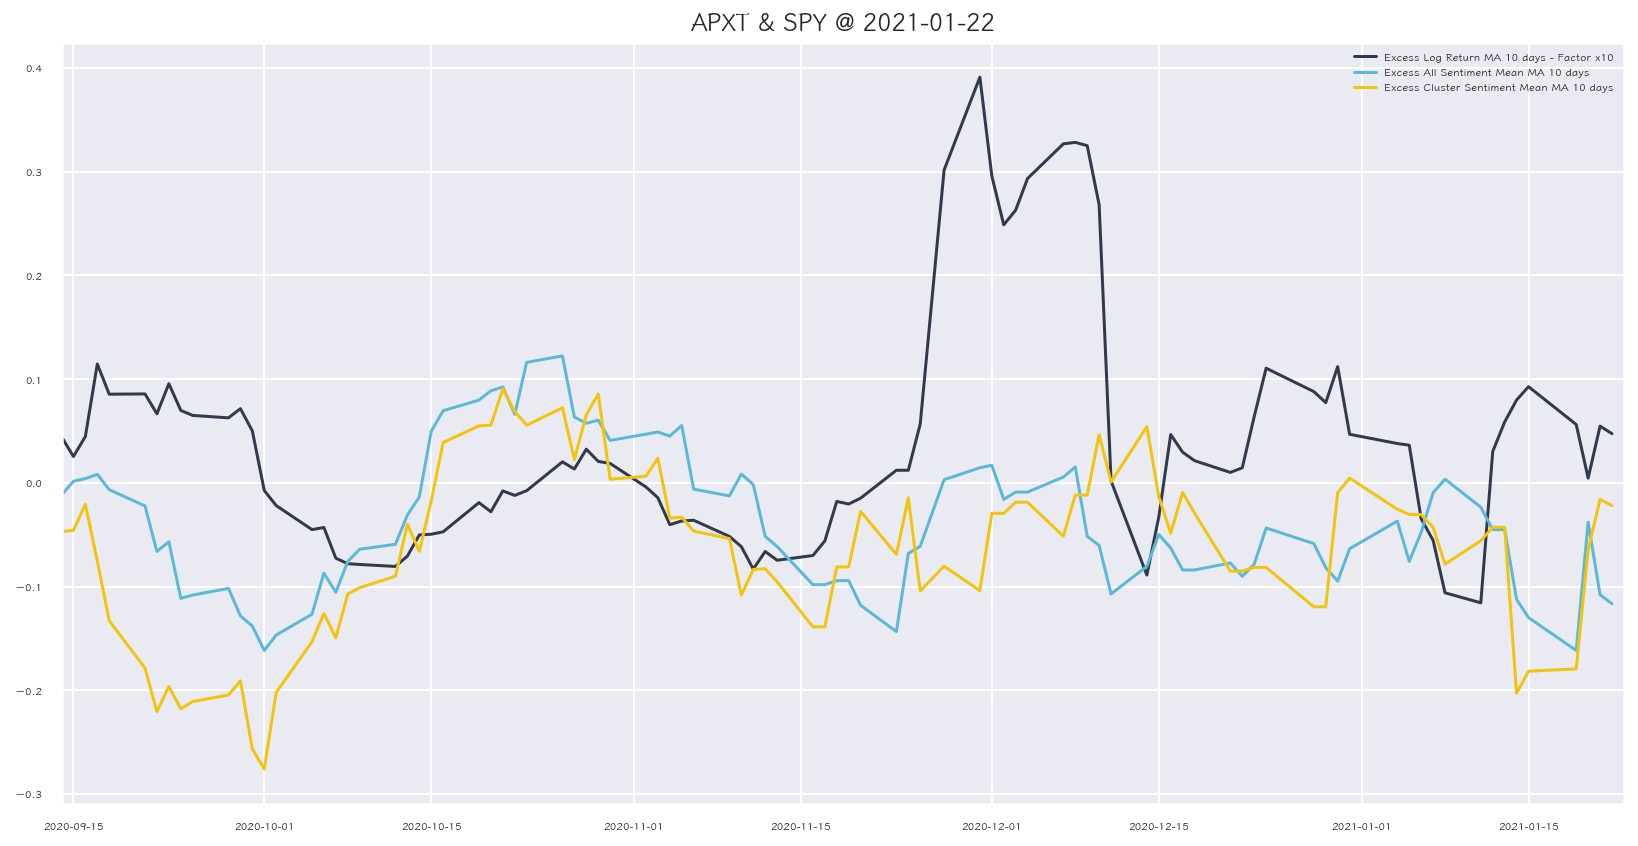 APXT & SPY @ 2021-01-22
Excess Log Return MA 10 days - Factor x10
Excess All Sentiment Mean MA 10 days
Excess Cluster Sentiment Mean MA 10 days
0.4
0.3
0.2
0.1
0.0
−0.1
−0.2
−0.3
2020-09-15 2020-10-01 2020-10-15 2020-11-01 2020-11-15 2020-12-01 2020-12-15 2021-01-01 2021-01-15